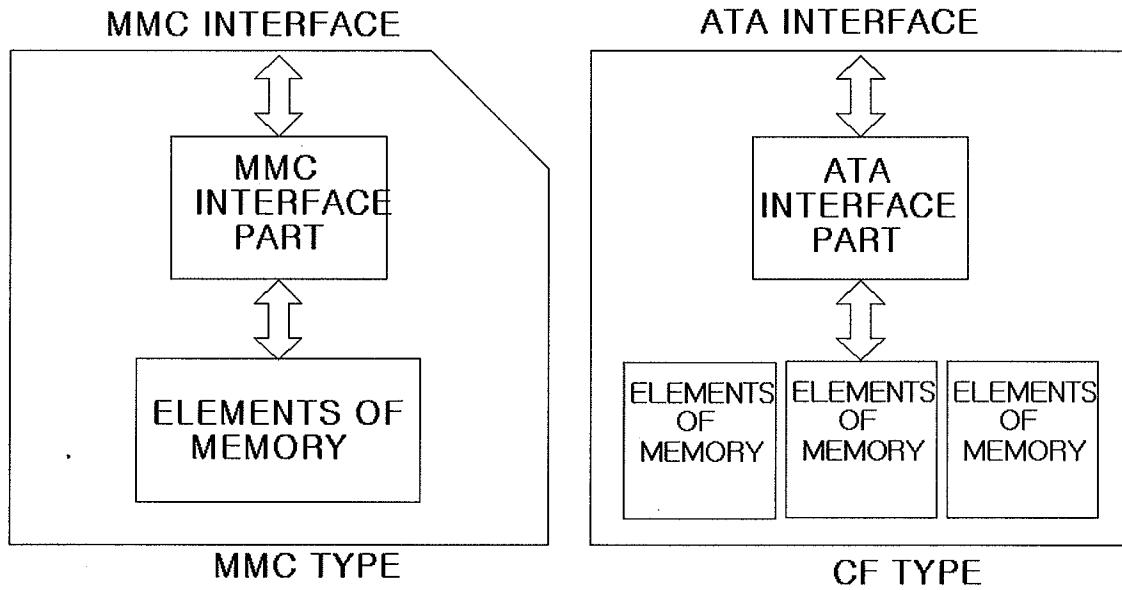 MMC INTERFACE
MMC
INTERFACE
PART
ELEMENTS OF
MEMORY
MMC TYPE
ATA INTERFACE
ATA
INTERFACE
PART
ELEMENTS
OF
MEMORY
ELEMENTS
OF
MEMORY
ELEMENTS
OF
MEMORY
CF TYPE